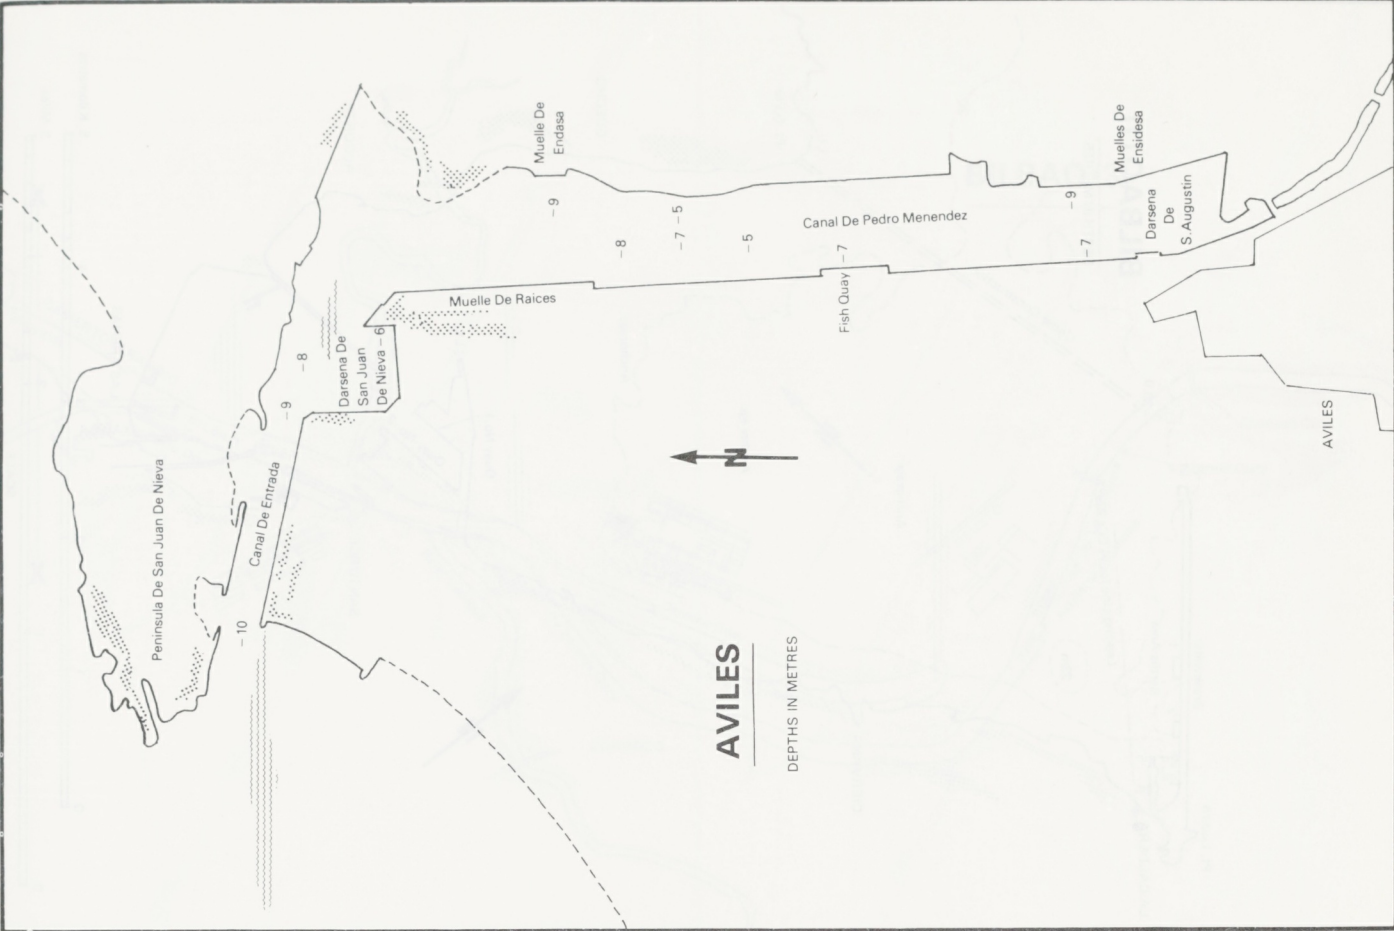 Peninsula De San Juan De Nieva
Canal De Entrada
– 10
– 9
– 8
Darsena De
San Juan
De Nieva – 6
Muelle De Raices
Muelle De
Endasa
– 9
– 8
– 7 – 5
– 5
Canal De Pedro Menendez
Fish Quay
– 7
– 9
– 7
Muelles De
Ensidesa
Darsena
De
S.Augustin
AVILES
N
AVILES
DEPTHS IN METRES